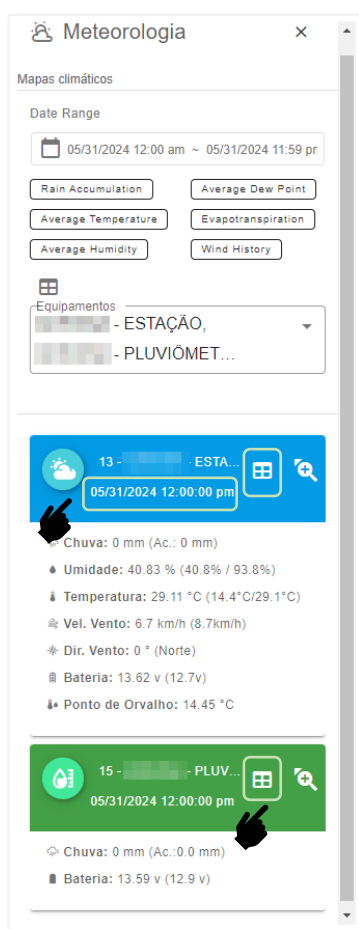 Meteorologia
Mapas climáticos
Date Range
05/31/2024 12:00 am ~ 05/31/2024 11:59 pr
Rain Accumulation
Average Dew Point
Average Temperature
Evapotranspiration
Average Humidity
Wind History
Equipamentos
- ESTAÇÃO,
- PLUVIÔMET...
13 - - ESTA...
05/31/2024 12:00:00 pm
Chuva: 0 mm (Ac.: 0 mm)
Umidade: 40.83 % (40.8% / 93.8%)
Temperatura: 29.11 °C (14.4°C/29.1°C)
Vel. Vento: 6.7 km/h (8.7km/h)
Dir. Vento: 0 ° (Norte)
Bateria: 13.62 v (12.7v)
Ponto de Orvalho: 14.45 °C
15 - - PLUV...
05/31/2024 12:00:00 pm
Chuva: 0 mm (Ac.:0.0 mm)
Bateria: 13.59 v (12.9 v)